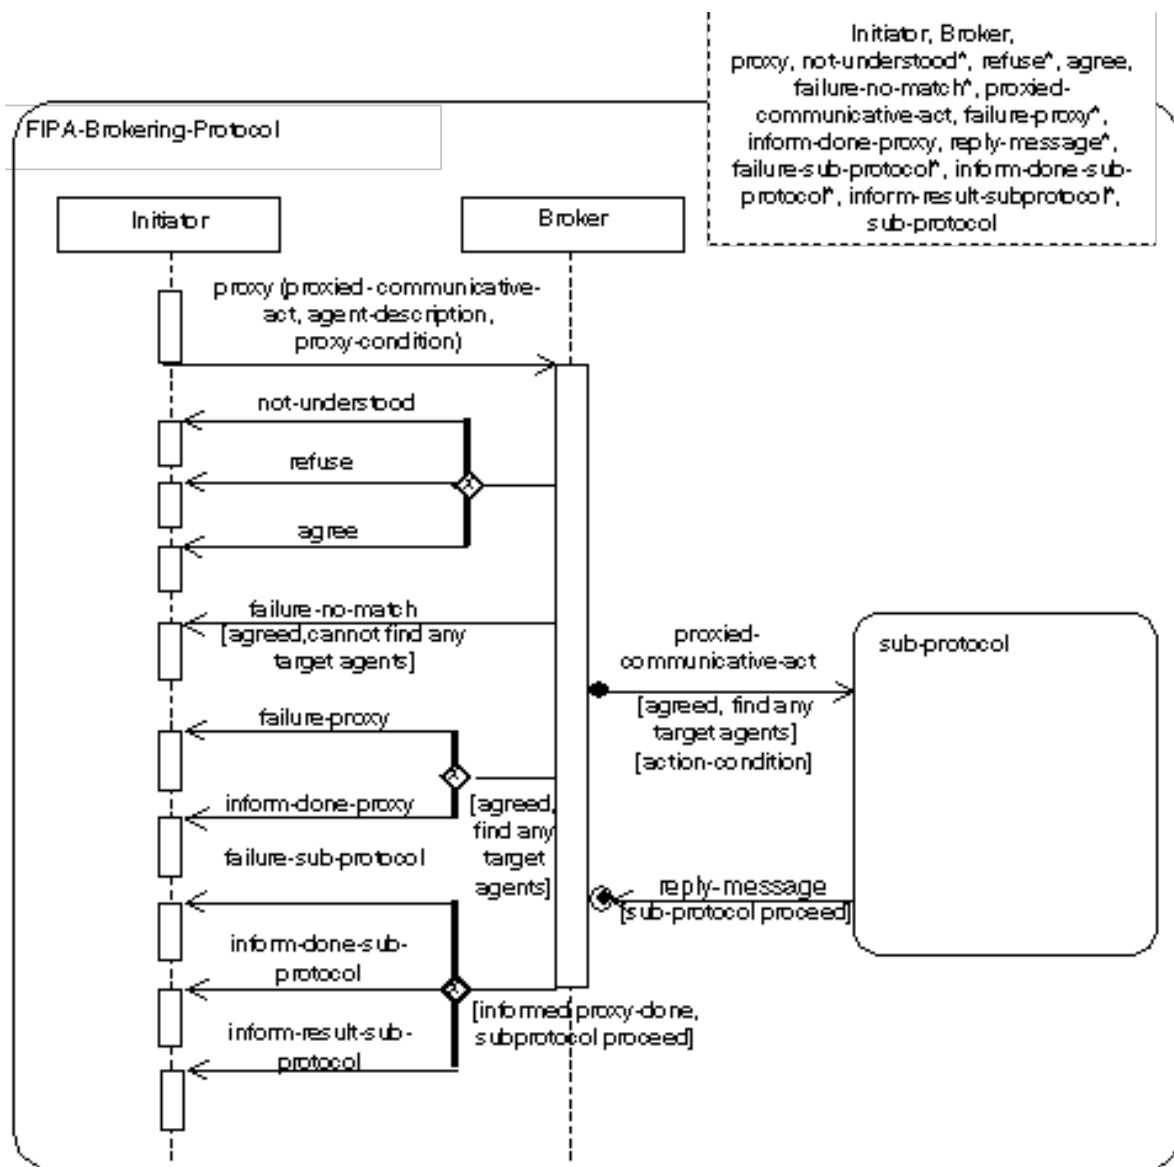 Initiator, Broker,
proxy, not-understood*, refuse*, agree,
failure-no-match*, proxied-
communicative-act, failure-proxy*,
inform-done-proxy, reply-message*,
failure-sub-protocol*, inform-done-sub-
protocol*, inform-result-subprotocol*,
sub-protocol
FIPA-Brokering-Protocol
Initiator
Broker
proxy (proxied-communicative-
act, agent-description,
proxy-condition)
not-understood
refuse
agree
failure-no-match
[agreed,cannot find any
target agents]
proxied-
communicative-act
[agreed, find any
target agents]
[action-condition]
sub-protocol
failure-proxy
inform-done-proxy
[agreed,
find any
target
agents]
failure-sub-protocol
reply-message
[sub-protocol proceed]
inform-done-sub-
protocol
[informed proxy-done,
subprotocol proceed]
inform-result-sub-
protocol